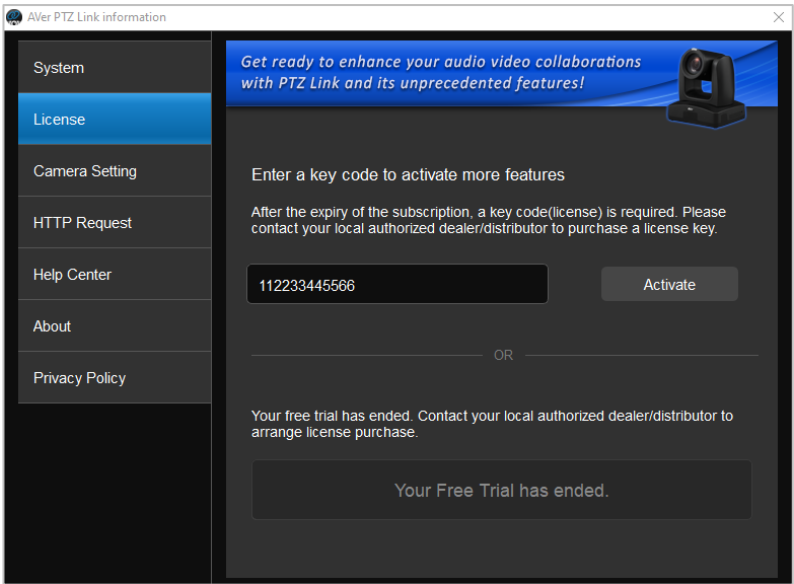 AVer PTZ Link information
System
License
Camera Setting
HTTP Request
Help Center
About
Privacy Policy
Get ready to enhance your audio video collaborations
with PTZ Link and its unprecedented features!
Enter a key code to activate more features
After the expiry of the subscription, a key code(license) is required. Please
contact your local authorized dealer/distributor to purchase a license key.
112233445566
Activate
OR
Your free trial has ended. Contact your local authorized dealer/distributor to
arrange license purchase.
Your Free Trial has ended.